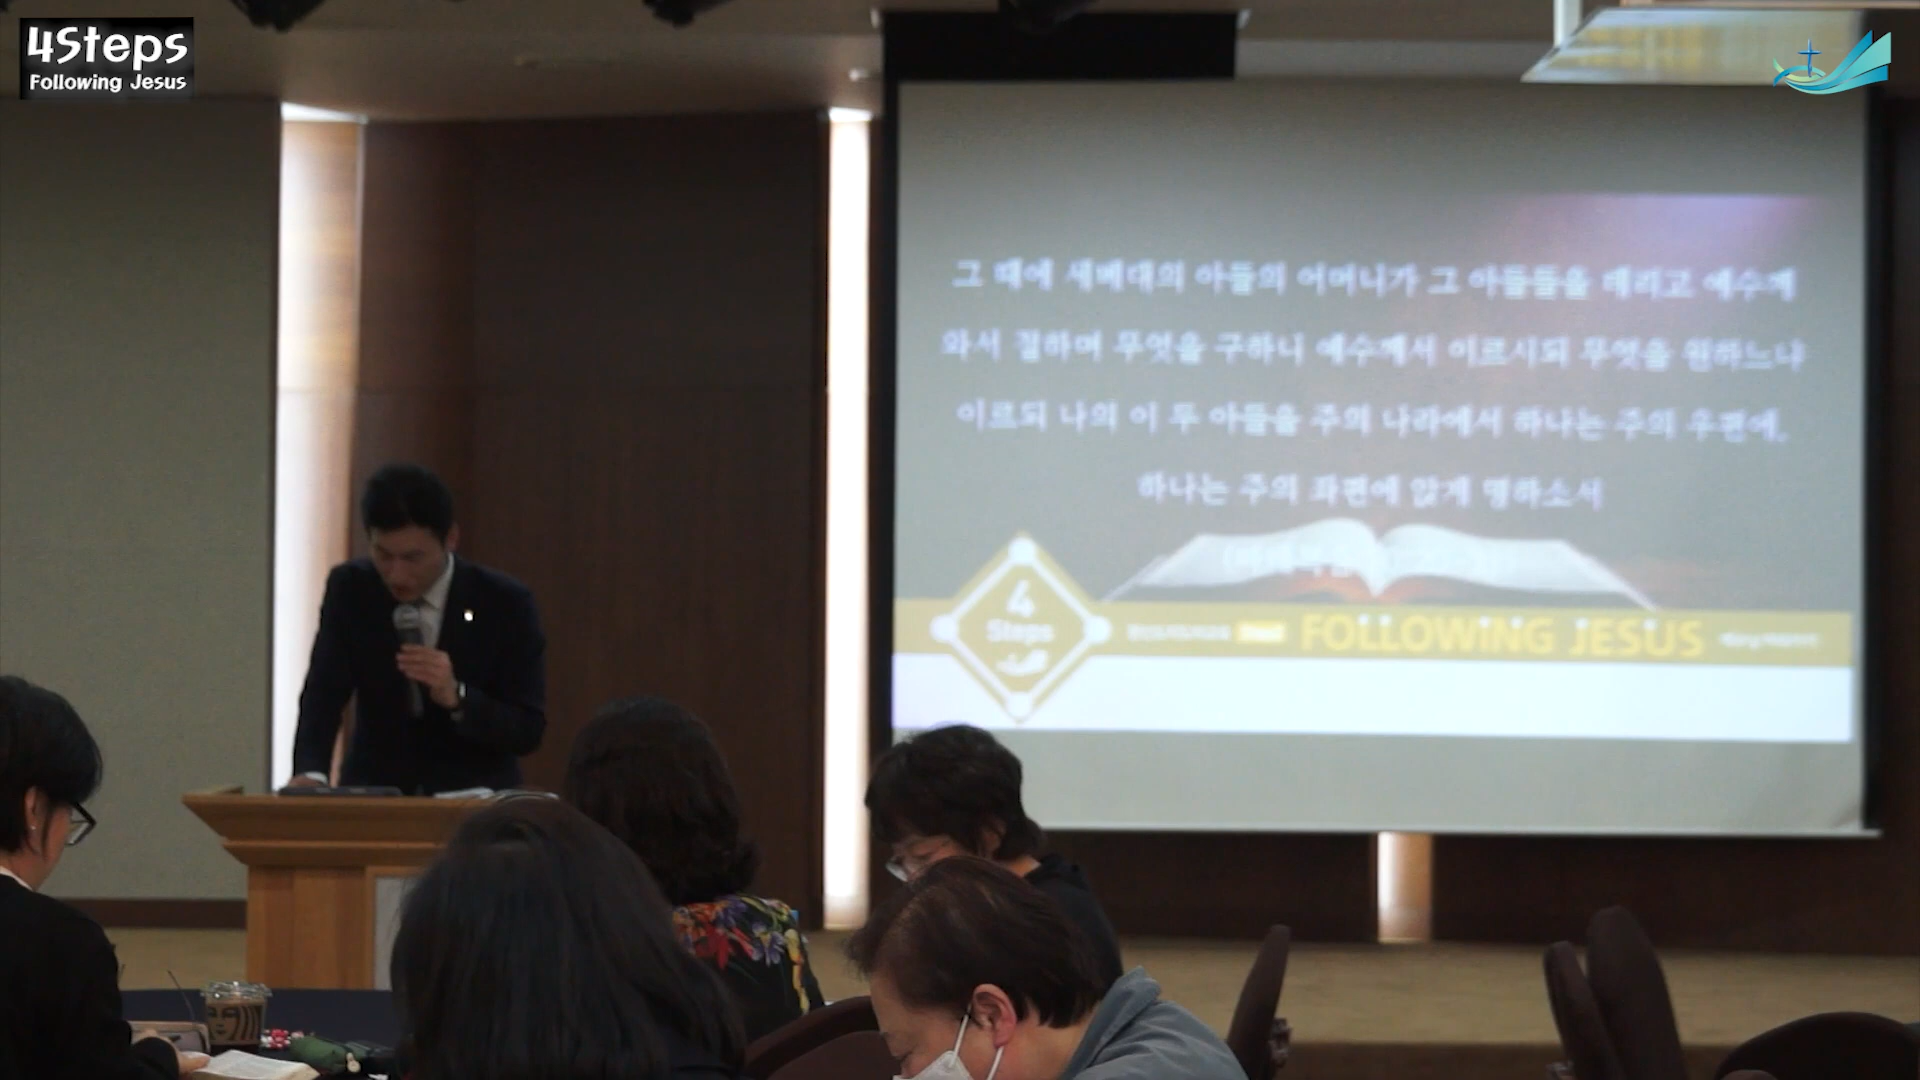 4Steps
Following Jesus
그 때에 세베대의 아들의 어머니가 그 아들들을 데리고 예수께
와서 절하며 무엇을 구하니 예수께서 이르시되 무엇을 원하느냐
이르되 나의 이 두 아들을 주의 나라에서 하나는 주의 우편에,
하나는 주의 좌편에 앉게 명하소서
4
Steps
FOLLOWING JESUS